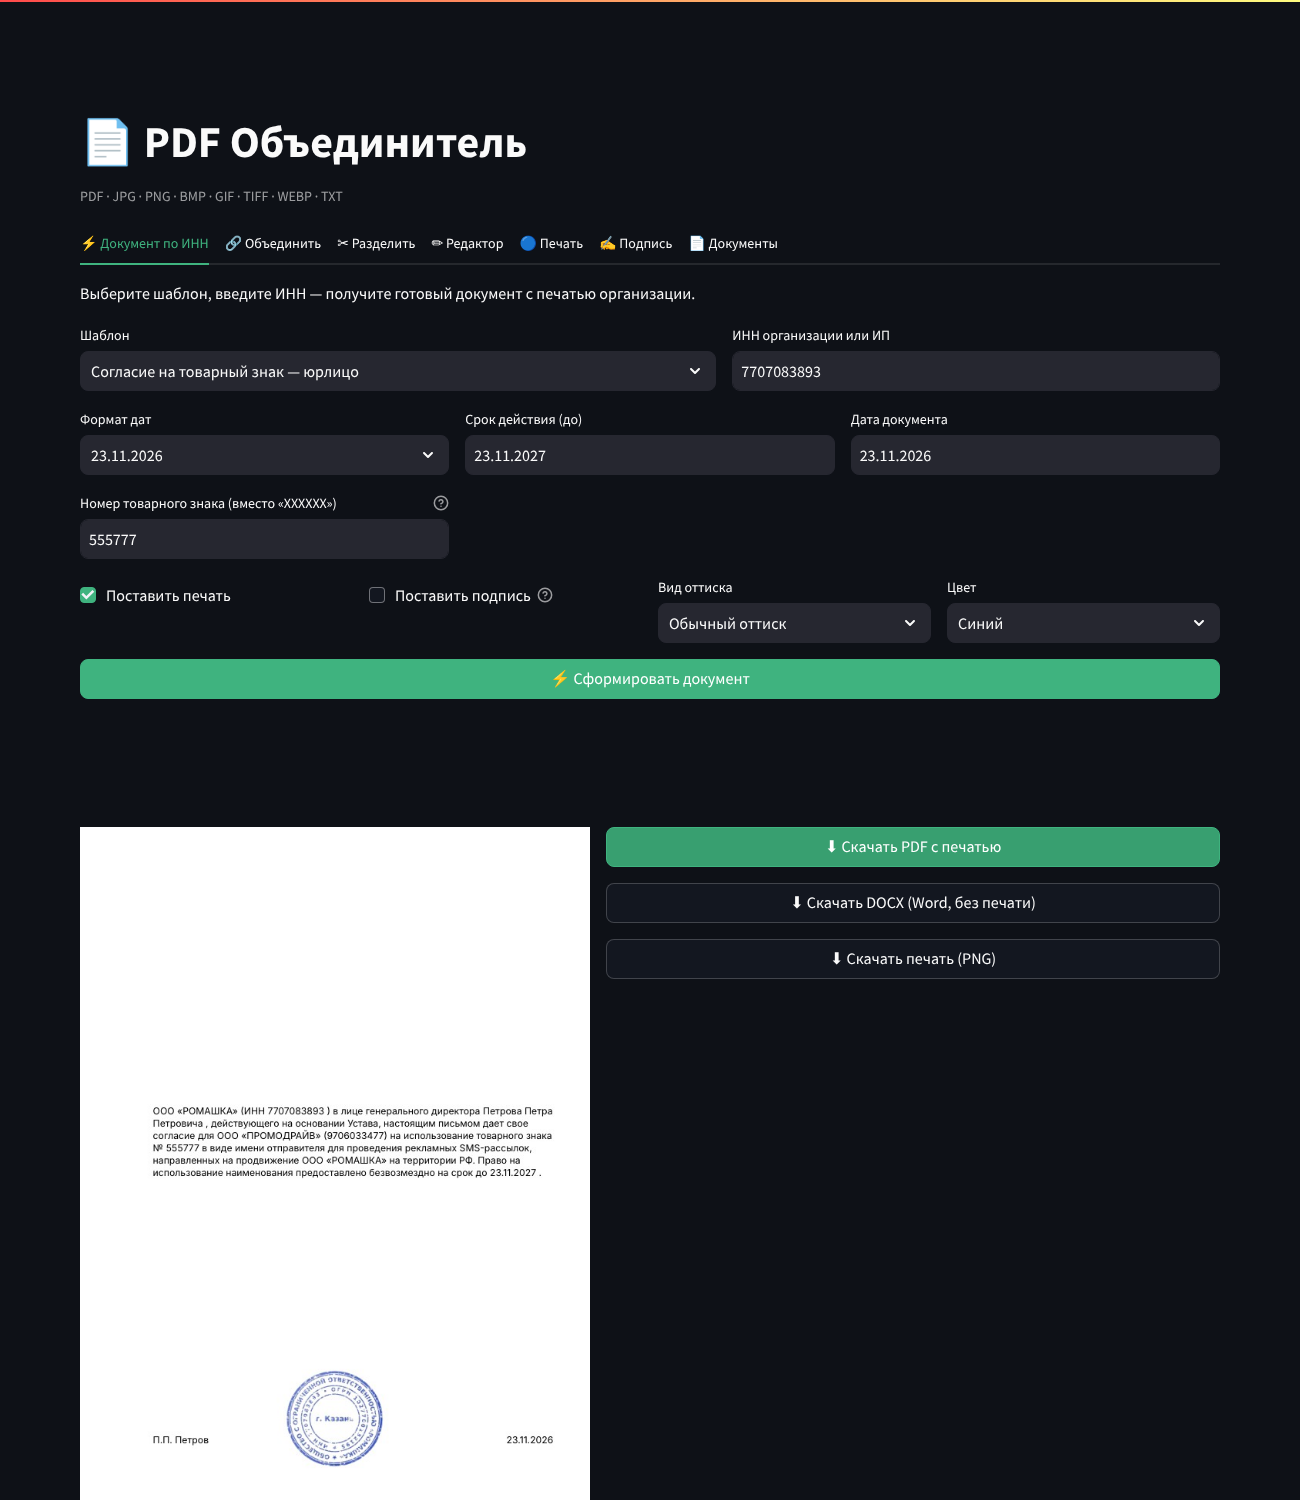 📄 PDF Объединитель
PDF · JPG · PNG · BMP · GIF · TIFF · WEBP · TXT
⚡ Документ по ИНН 🔗 Объединить ✂ Разделить ✏ Редактор 🔵 Печать ✍ Подпись 📄 Документы
Выберите шаблон, введите ИНН — получите готовый документ с печатью организации.
Шаблон ИНН организации или ИП
Согласие на товарный знак — юрлицо 7707083893
Формат дат Срок действия (до) Дата документа
23.11.2026 23.11.2027 23.11.2026
Номер товарного знака (вместо «XXXXXX»)
555777
Вид оттиска Цвет
Поставить печать Поставить подпись
Обычный оттиск Синий
⚡ Сформировать документ
⬇ Скачать PDF с печатью
⬇ Скачать DOCX (Word, без печати)
⬇ Скачать печать (PNG)
ООО «РОМАШКА» (ИНН 7707083893 ) в лице генерального директора Петрова Петра
Петровича , действующего на основании Устава, настоящим письмом дает свое
согласие для ООО «ПРОМОДРАЙВ» (9706033477) на использование товарного знака
№ 555777 в виде имени отправителя для проведения рекламных SMS-рассылок,
направленных на продвижение ООО «РОМАШКА» на территории РФ. Право на
использование наименования предоставлено безвозмездно на срок до 23.11.2027 .
ОБЩЕСТВО С ОГРАНИЧЕННОЙ ОТВЕТСТВЕННОСТЬЮ
г. Казань
П.П. Петров 23.11.2026